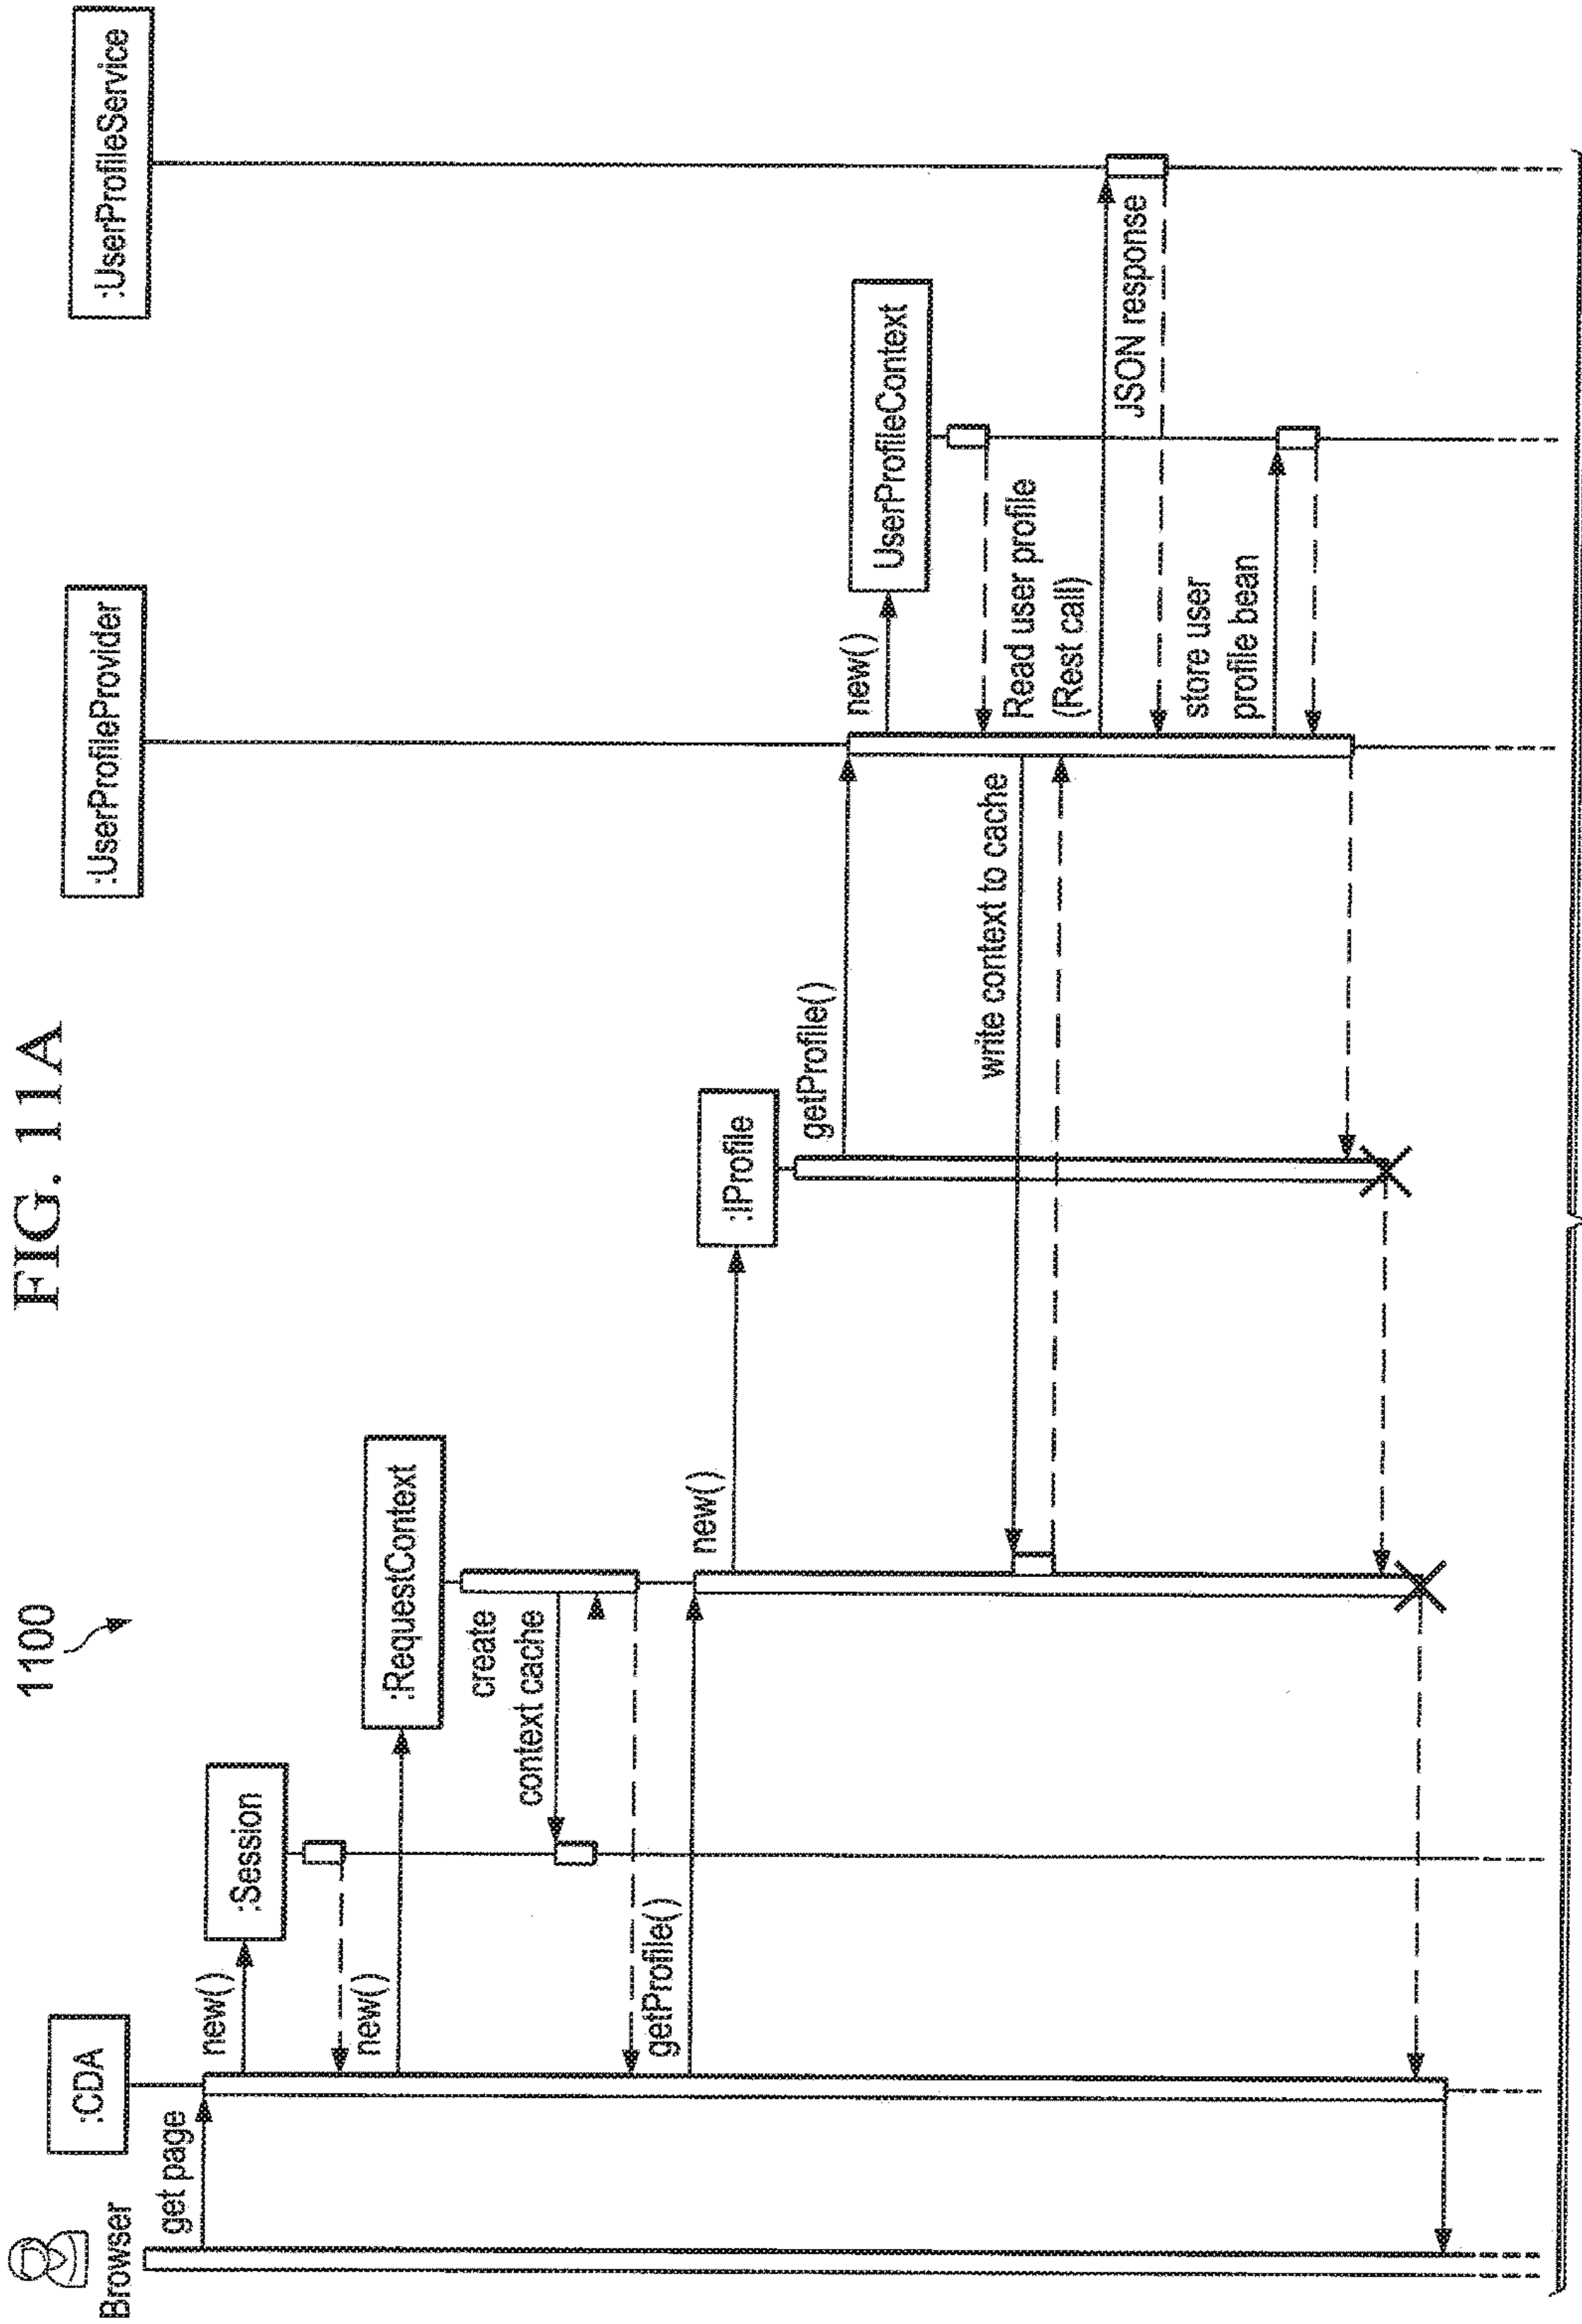 FIG. 11A
1100
Browser
:CDA
:UserProfileProvider
:UserProfileService
get page
new()
:Session
new()
:RequestContext
create
context cache
getProfile()
new()
:IProfile
getProfile()
new()
UserProfileContext
write context to cache
Read user profile
(Rest call)
JSON response
store user
profile bean